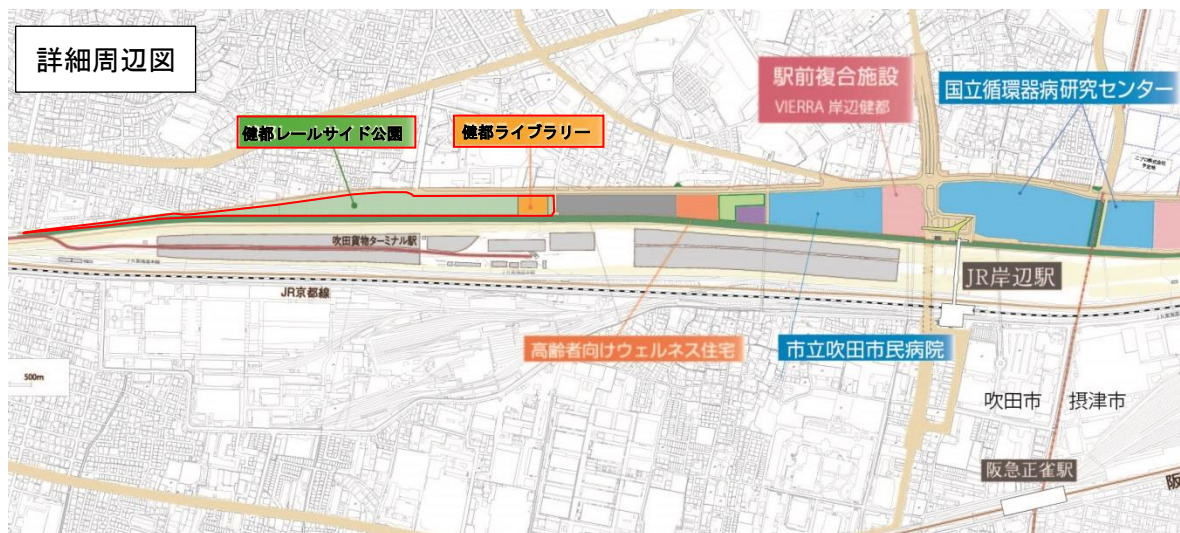 詳細周辺図
駅前複合施設
VIERRA 岸辺健都
国立循環器病研究センター
健都レールサイド公園
健都ライブラリー
吹田貨物ターミナル駅
JR岸辺駅
JR京都線
高齢者向けウェルネス住宅
市立吹田市民病院
500m
吹田市
摂津市
阪急正雀駅
阪